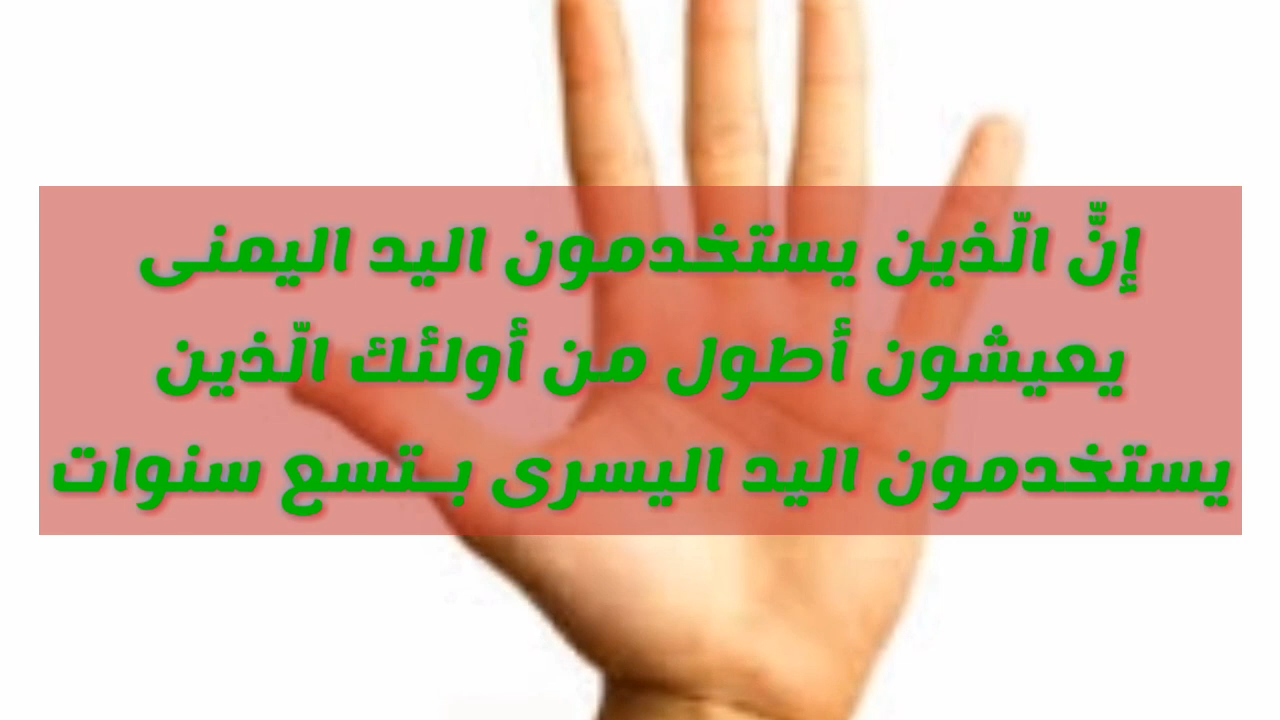 إنَّ الّذين يستخدمون اليد اليمنى
يعيشون أطول من أولئك الّذين
يستخدمون اليد اليسرى بـتسع سنوات